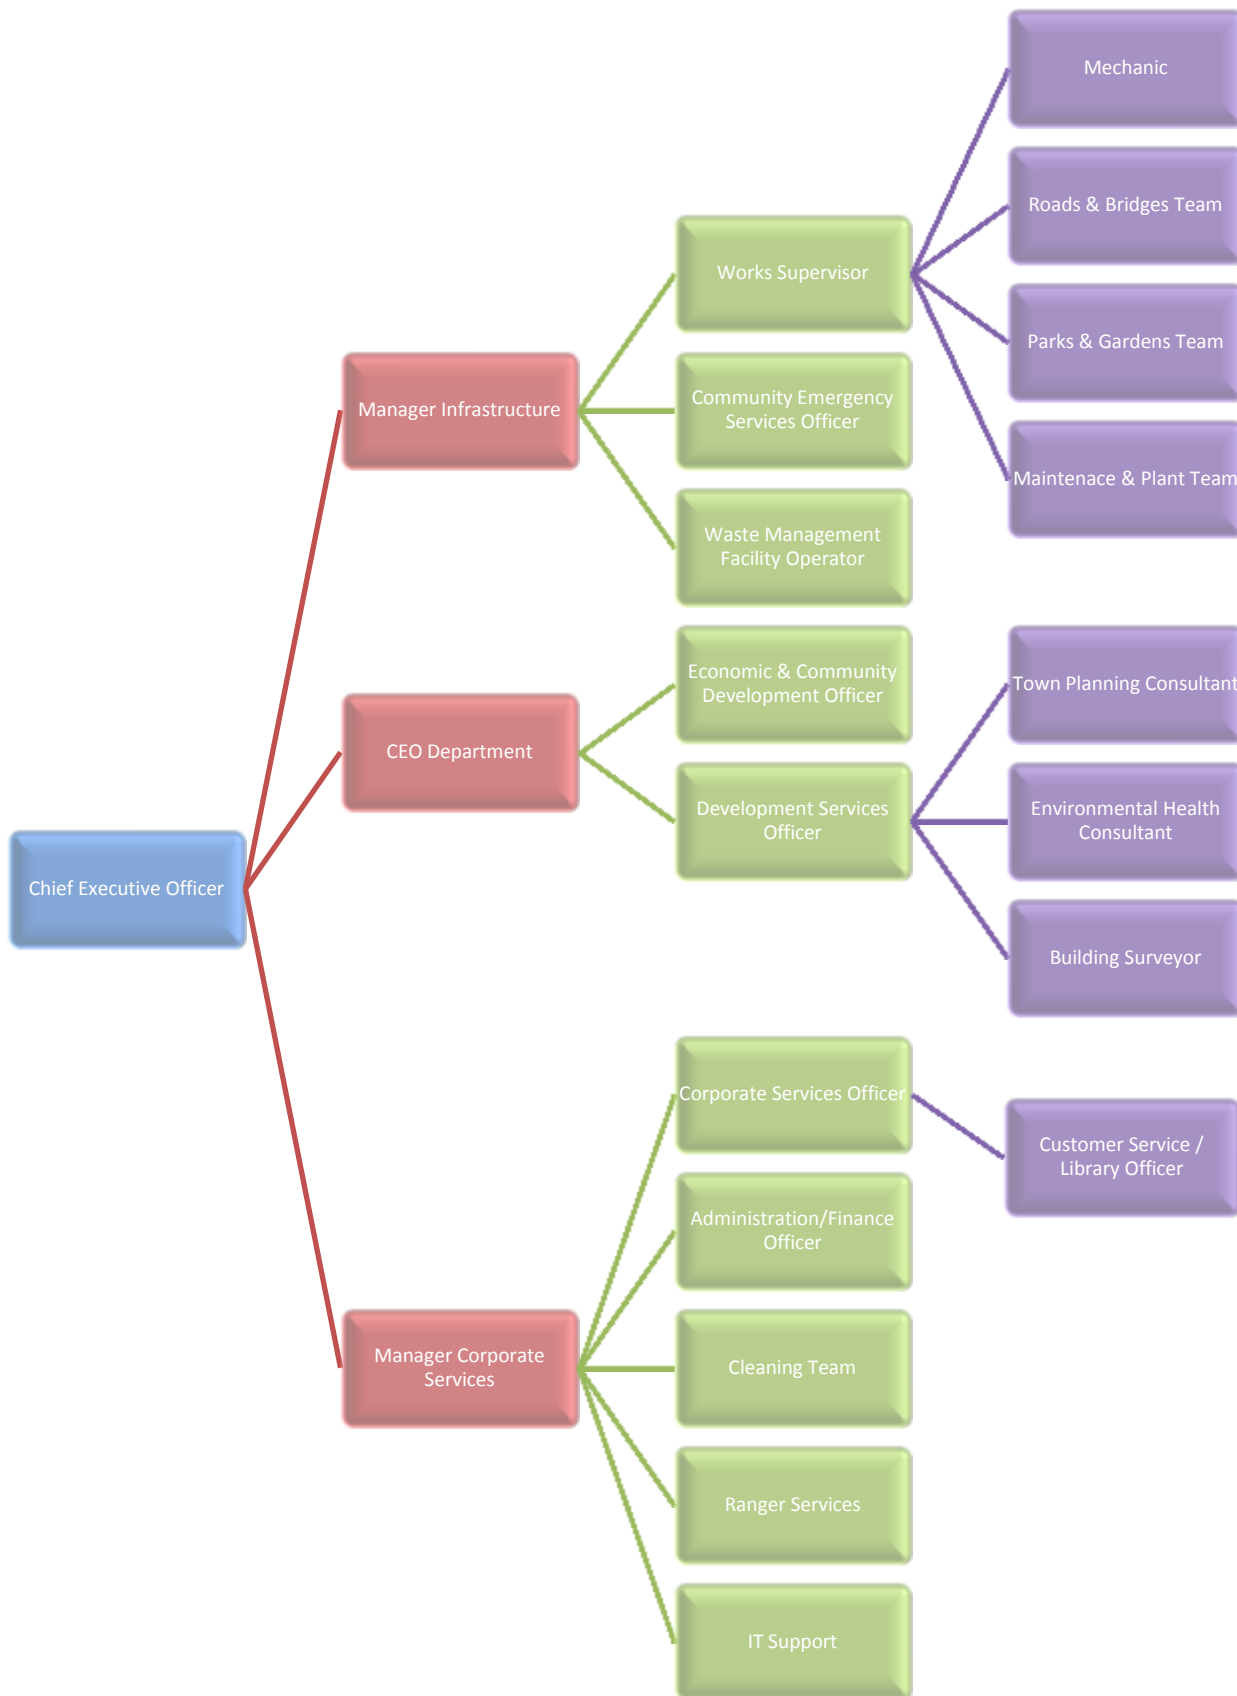 Chief Executive Officer
Manager Infrastructure
Works Supervisor
Mechanic
Roads & Bridges Team
Parks & Gardens Team
Maintenace & Plant Team
Community Emergency
Services Officer
Waste Management
Facility Operator
CEO Department
Economic & Community
Development Officer
Development Services
Officer
Town Planning Consultant
Environmental Health
Consultant
Building Surveyor
Manager Corporate
Services
Corporate Services Officer
Customer Service /
Library Officer
Administration/Finance
Officer
Cleaning Team
Ranger Services
IT Support